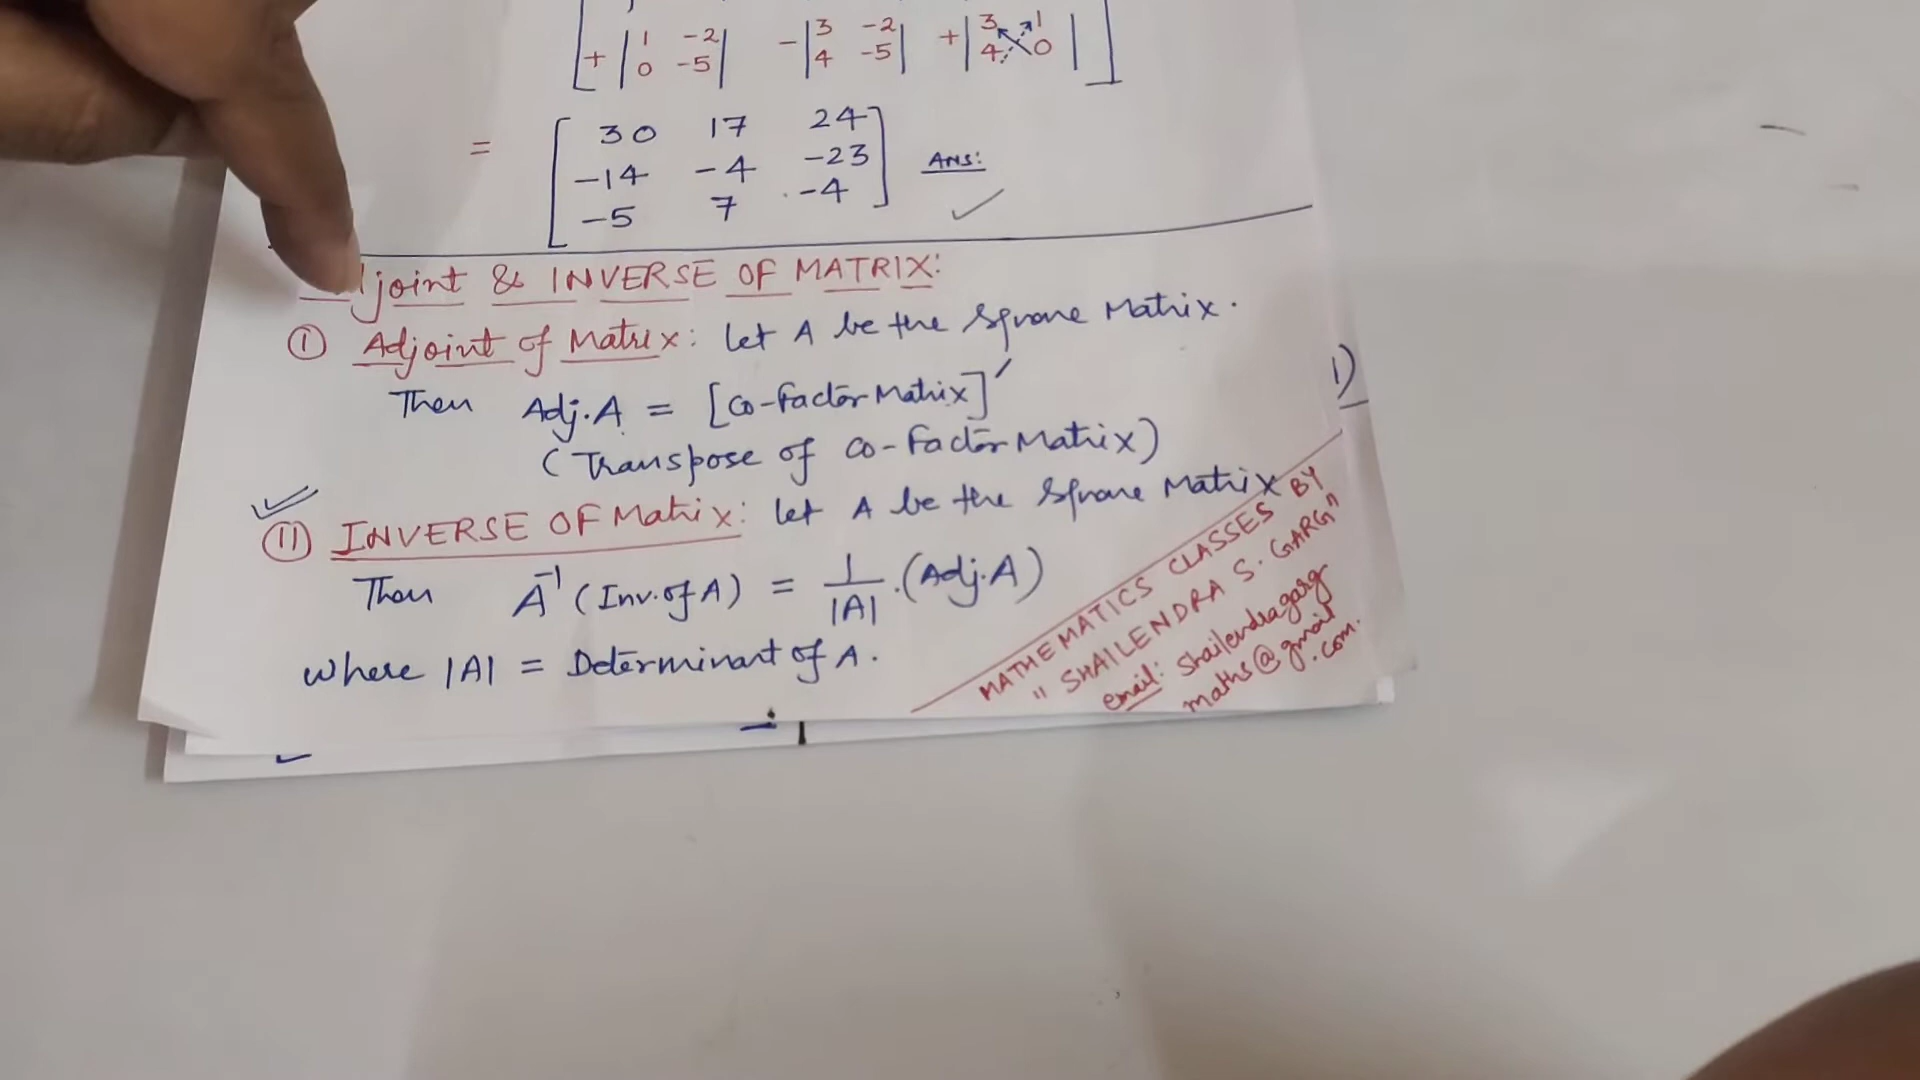 + | 1 -2 | - | 3 -2 | + | 3 1 |
| 0 -5 | | 4 -5 | | 4 0 |
= [ 30 17 24
-14 -4 -23
-5 7 -4 ] Ans:
joint & INVERSE OF MATRIX:
(I) Adjoint of Matrix: Let A be the Square Matrix.
Then Adj.A = [Co-factor Matrix]′
(Transpose of Co-factor Matrix)
(II) INVERSE OF Matrix: Let A be the Square Matrix
Then A⁻¹ (Inv. of A) = 1/|A| . (Adj.A)
where |A| = Determinant of A.
1)
MATHEMATICS CLASSES BY
"SHAILENDRA S. GARG"
email: Shailendragarg
maths@gmail
.com.